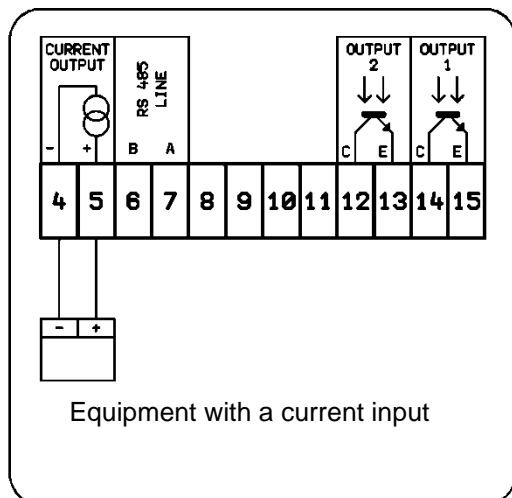 CURRENT
OUTPUT
- +
RS 485
LINE
B A
OUTPUT
2
C E
OUTPUT
1
C E
4 5 6 7 8 9 10 11 12 13 14 15
- +
Equipment with a current input